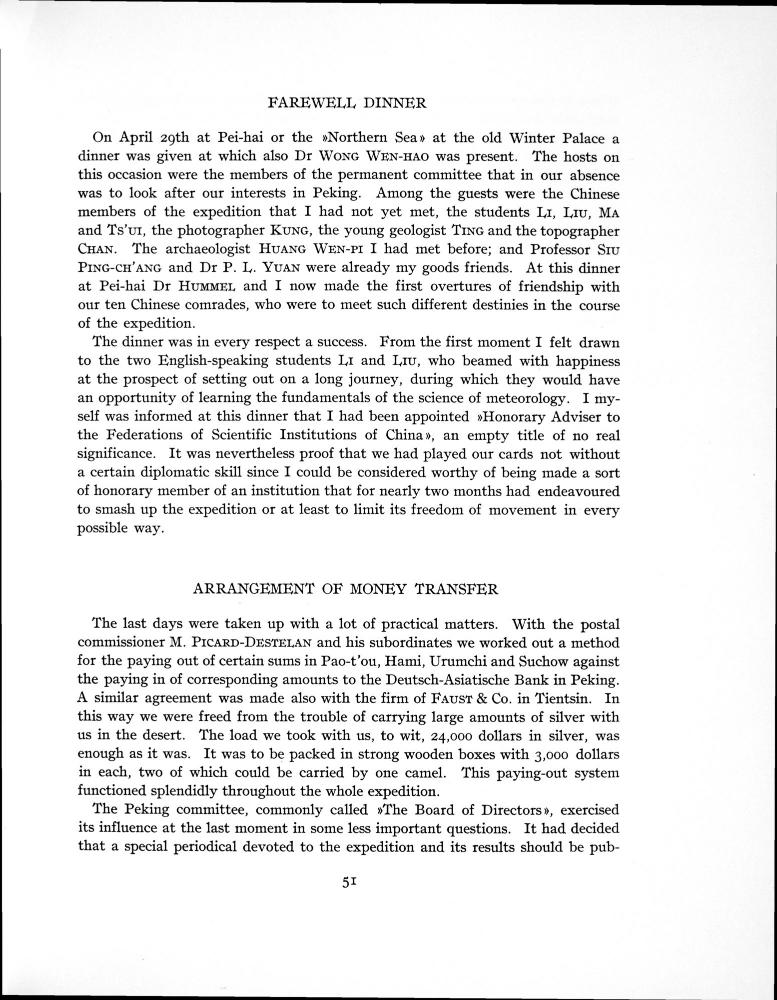 FAREWELL DINNER
On April 29th at Pei-hai or the »Northern Sea» at the old Winter Palace a
dinner was given at which also Dr WONG WEN-HAO was present. The hosts on
this occasion were the members of the permanent committee that in our absence
was to look after our interests in Peking. Among the guests were the Chinese
members of the expedition that I had not yet met, the students LI, LIU, MA
and TS'UI, the photographer KUNG, the young geologist TING and the topographer
CHAN. The archaeologist HUANG WEN-PI I had met before; and Professor SIU
PING-CH'ANG and Dr P. L. YUAN were already my goods friends. At this dinner
at Pei-hai Dr HUMMEL and I now made the first overtures of friendship with
our ten Chinese comrades, who were to meet such different destinies in the course
of the expedition.
The dinner was in every respect a success. From the first moment I felt drawn
to the two English-speaking students LI and LIU, who beamed with happiness
at the prospect of setting out on a long journey, during which they would have
an opportunity of learning the fundamentals of the science of meteorology. I my-
self was informed at this dinner that I had been appointed »Honorary Adviser to
the Federations of Scientific Institutions of China», an empty title of no real
significance. It was nevertheless proof that we had played our cards not without
a certain diplomatic skill since I could be considered worthy of being made a sort
of honorary member of an institution that for nearly two months had endeavoured
to smash up the expedition or at least to limit its freedom of movement in every
possible way.
ARRANGEMENT OF MONEY TRANSFER
The last days were taken up with a lot of practical matters. With the postal
commissioner M. PICARD-DESTELAN and his subordinates we worked out a method
for the paying out of certain sums in Pao-t'ou, Hami, Urumchi and Suchow against
the paying in of corresponding amounts to the Deutsch-Asiatische Bank in Peking.
A similar agreement was made also with the firm of FAUST & Co. in Tientsin. In
this way we were freed from the trouble of carrying large amounts of silver with
us in the desert. The load we took with us, to wit, 24,000 dollars in silver, was
enough as it was. It was to be packed in strong wooden boxes with 3,000 dollars
in each, two of which could be carried by one camel. This paying-out system
functioned splendidly throughout the whole expedition.
The Peking committee, commonly called »The Board of Directors», exercised
its influence at the last moment in some less important questions. It had decided
that a special periodical devoted to the expedition and its results should be pub-
51